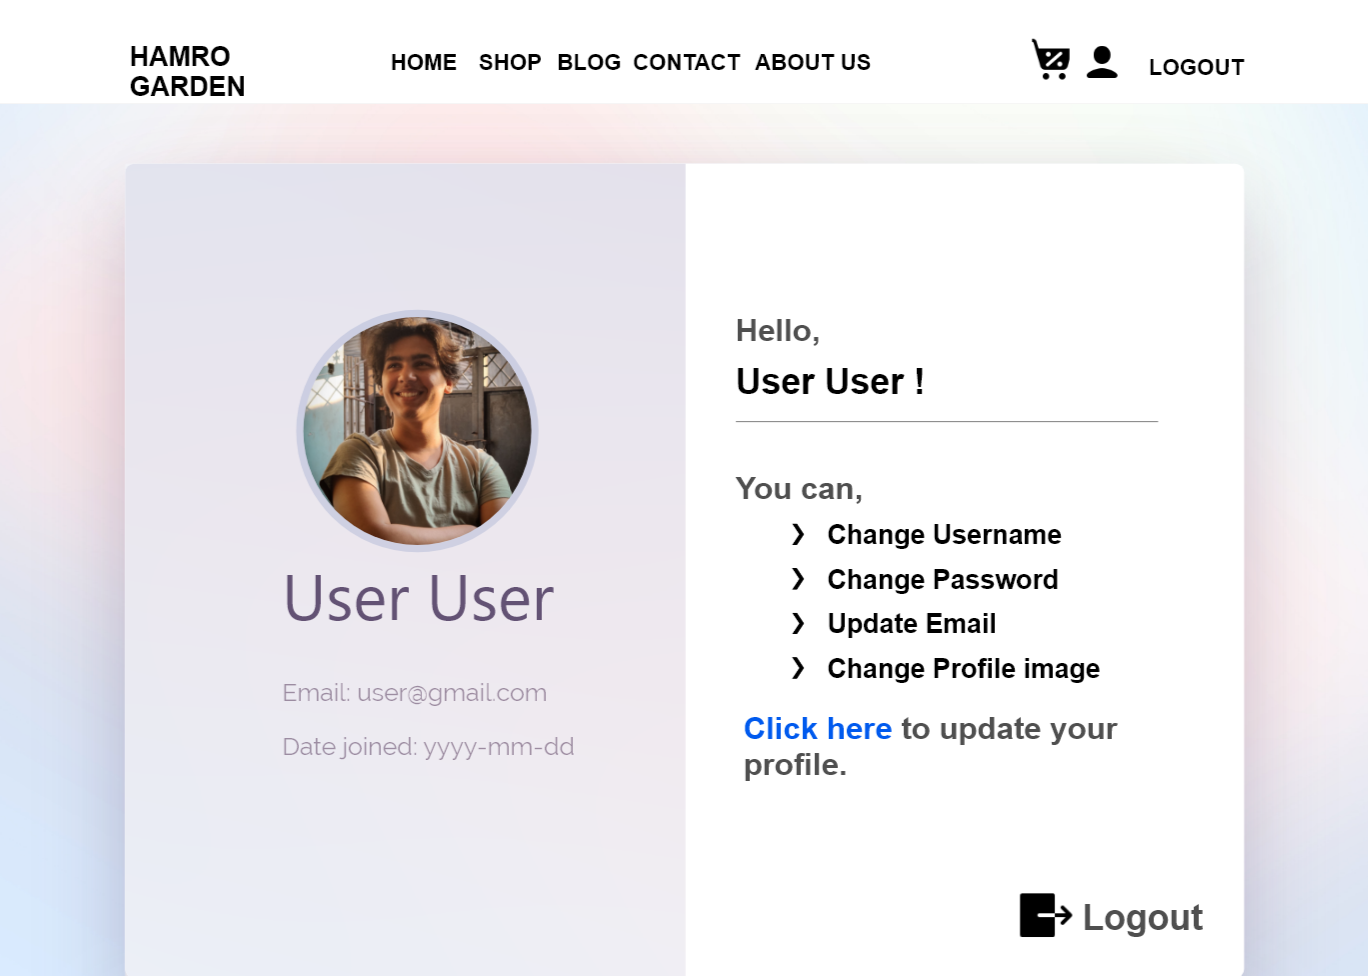 HAMRO
GARDEN
HOME SHOP BLOG CONTACT ABOUT US
LOGOUT
User User
Email: user@gmail.com
Date joined: yyyy-mm-dd
Hello,
User User !
You can,
❯ Change Username
❯ Change Password
❯ Update Email
❯ Change Profile image
Click here to update your
profile.
Logout